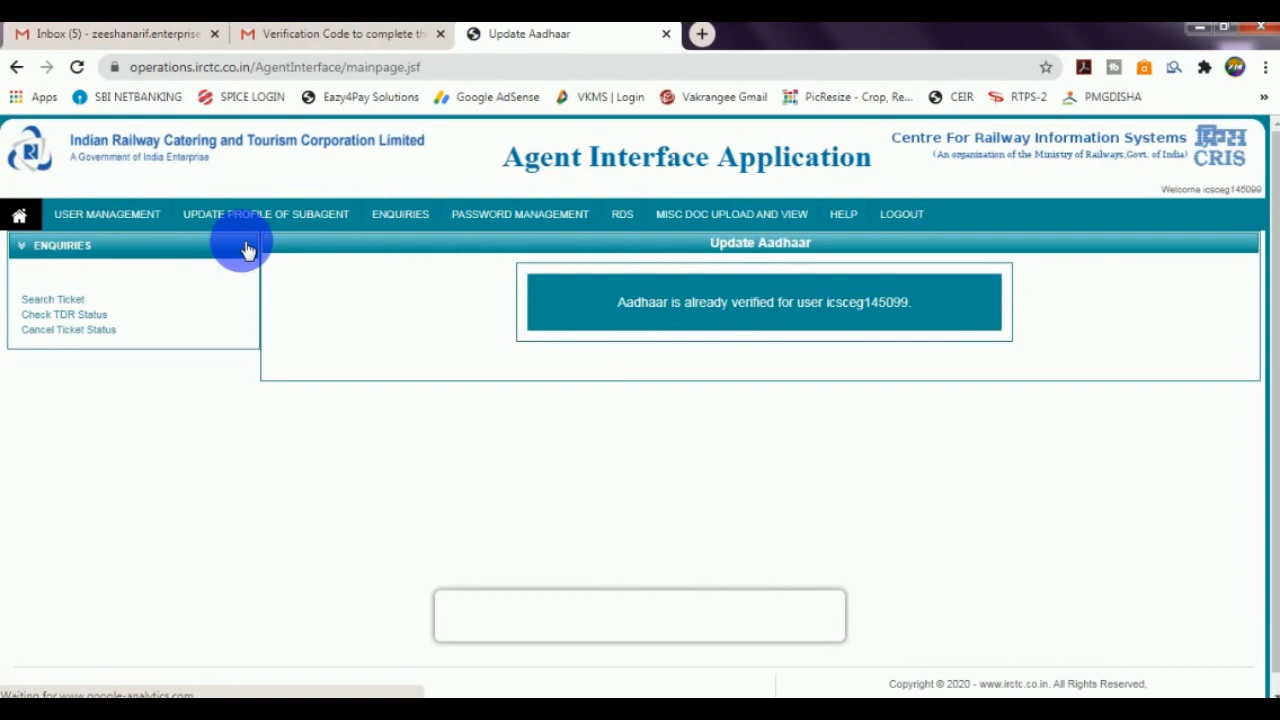 Inbox (5) - zeeshanarif.enterprise
Verification Code to complete th
Update Aadhaar
operations.irctc.co.in/AgentInterface/mainpage.jsf
Apps
SBI NETBANKING
SPICE LOGIN
Eazy4Pay Solutions
Google AdSense
VKMS | Login
Vakrangee Gmail
PicResize - Crop, Re...
CEIR
RTPS-2
PMGDISHA
»
Indian Railway Catering and Tourism Corporation Limited
A Government of India Enterprise
Agent Interface Application
Centre For Railway Information Systems
(An organisation of the Ministry of Railways,Govt. of India)
CRIS
Welcome icsceg145099
USER MANAGEMENT
UPDATE PROFILE OF SUBAGENT
ENQUIRIES
PASSWORD MANAGEMENT
RDS
MISC DOC UPLOAD AND VIEW
HELP
LOGOUT
ENQUIRIES
Search Ticket
Check TDR Status
Cancel Ticket Status
Update Aadhaar
Aadhaar is already verified for user icsceg145099.
Copyright © 2020 - www.irctc.co.in. All Rights Reserved.
Waiting for www.google-analytics.com